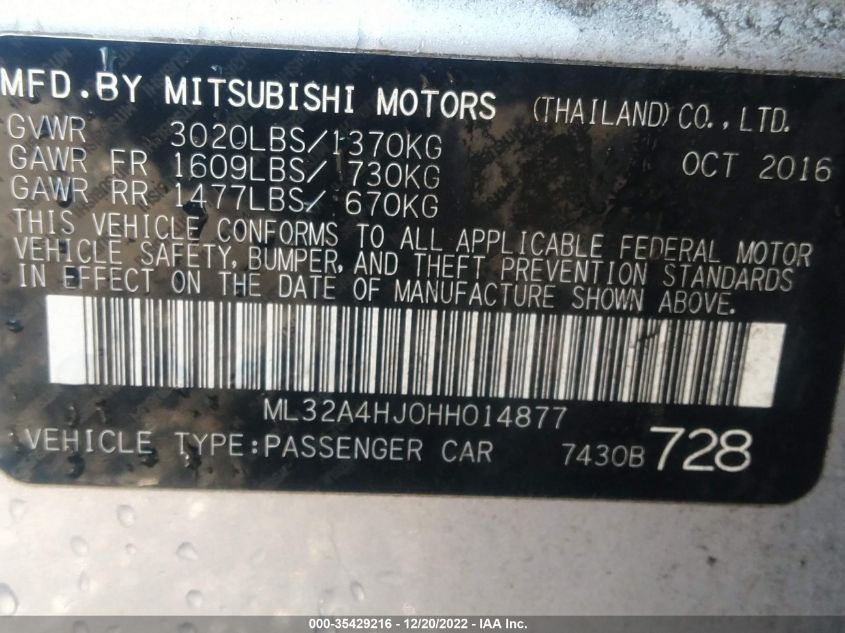 MFD.BY MITSUBISHI MOTORS (THAILAND) CO., LTD.
GVWR 3020LBS/1370KG OCT 2016
GAWR FR 1609LBS/ 730KG
GAWR RR 1477LBS/ 670KG
THIS VEHICLE CONFORMS TO ALL APPLICABLE FEDERAL MOTOR
VEHICLE SAFETY, BUMPER, AND THEFT PREVENTION STANDARDS
IN EFFECT ON THE DATE OF MANUFACTURE SHOWN ABOVE.
ML32A4HJ0HH014877
VEHICLE TYPE:PASSENGER CAR 7430B 728
000-35429216 - 12/20/2022 - IAA Inc.